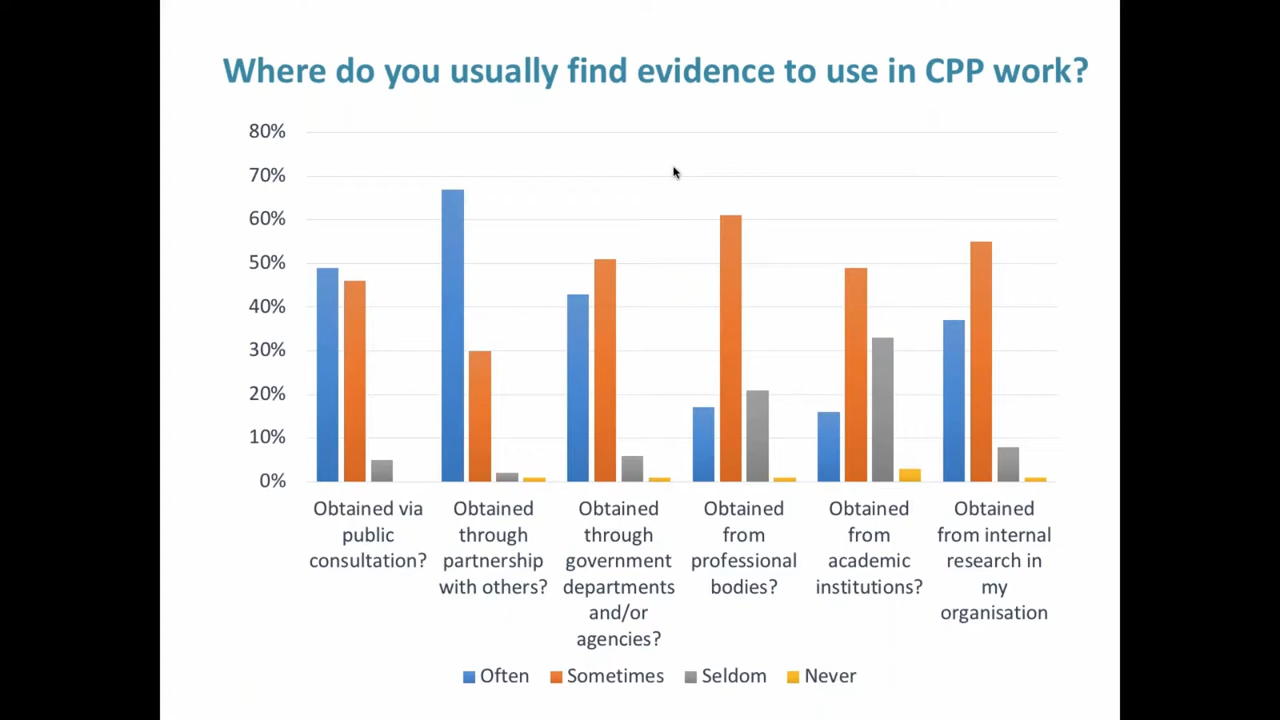 Where do you usually find evidence to use in CPP work?
80%
70%
60%
50%
40%
30%
20%
10%
0%
Obtained via
public
consultation?
Obtained
through
partnership
with others?
Obtained
through
government
departments
and/or
agencies?
Obtained
from
professional
bodies?
Obtained
from
academic
institutions?
Obtained
from internal
research in
my
organisation
Often
Sometimes
Seldom
Never